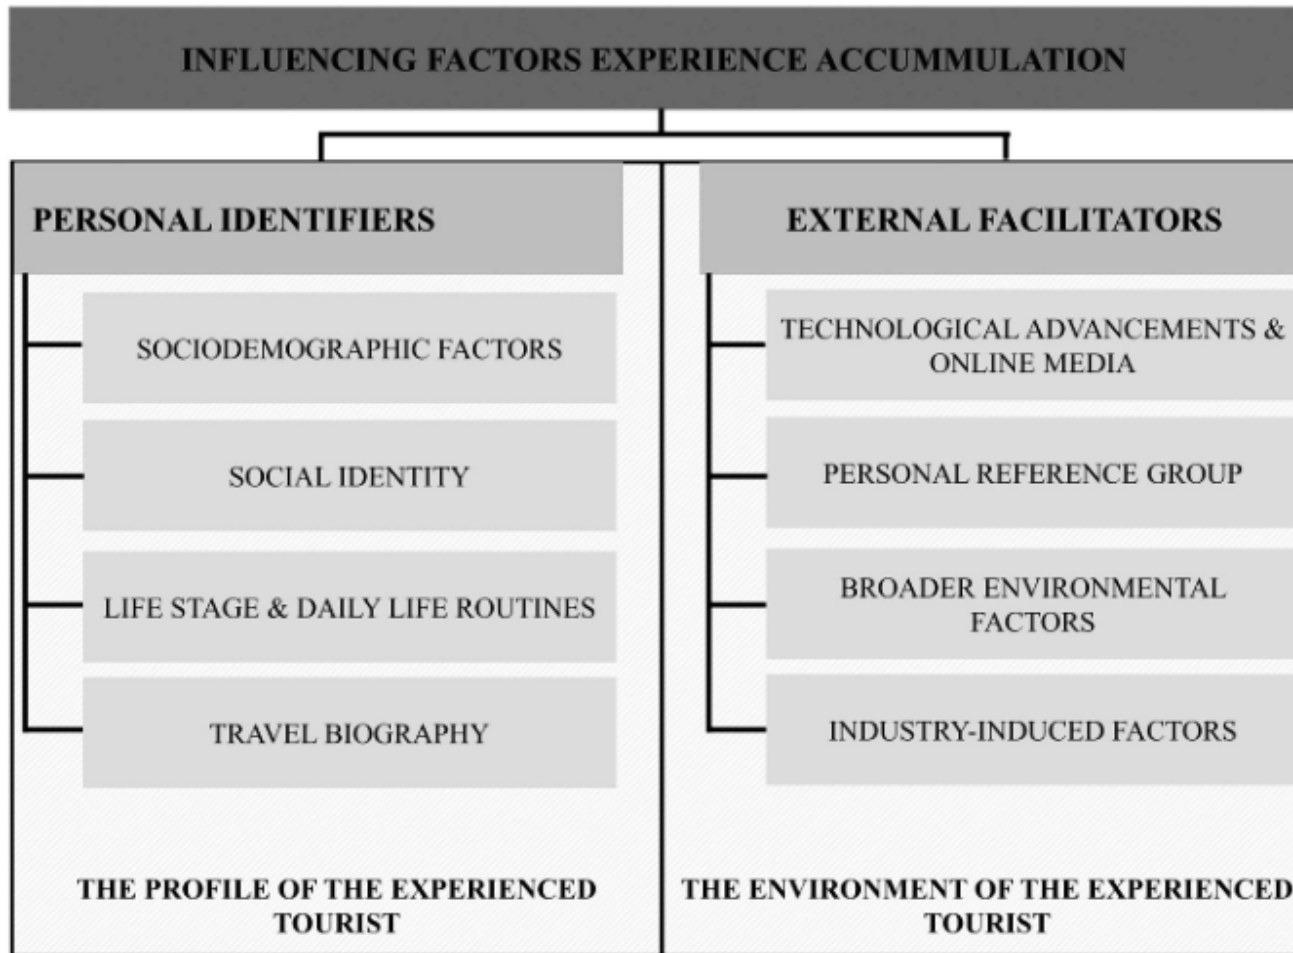 INFLUENCING FACTORS EXPERIENCE ACCUMMULATION
PERSONAL IDENTIFIERS
SOCIODEMOGRAPHIC FACTORS
SOCIAL IDENTITY
LIFE STAGE & DAILY LIFE ROUTINES
TRAVEL BIOGRAPHY
THE PROFILE OF THE EXPERIENCED
TOURIST
EXTERNAL FACILITATORS
TECHNOLOGICAL ADVANCEMENTS &
ONLINE MEDIA
PERSONAL REFERENCE GROUP
BROADER ENVIRONMENTAL
FACTORS
INDUSTRY-INDUCED FACTORS
THE ENVIRONMENT OF THE EXPERIENCED
TOURIST